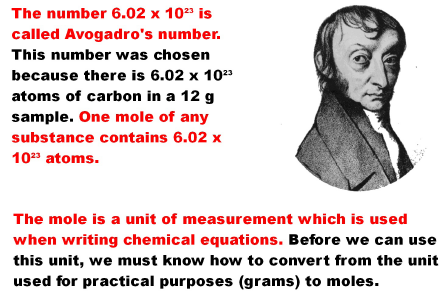 The number 6.02 x 10²³ is
called Avogadro's number.
This number was chosen
because there is 6.02 x 10²³
atoms of carbon in a 12 g
sample. One mole of any
substance contains 6.02 x
10²³ atoms.
The mole is a unit of measurement which is used
when writing chemical equations. Before we can use
this unit, we must know how to convert from the unit
used for practical purposes (grams) to moles.